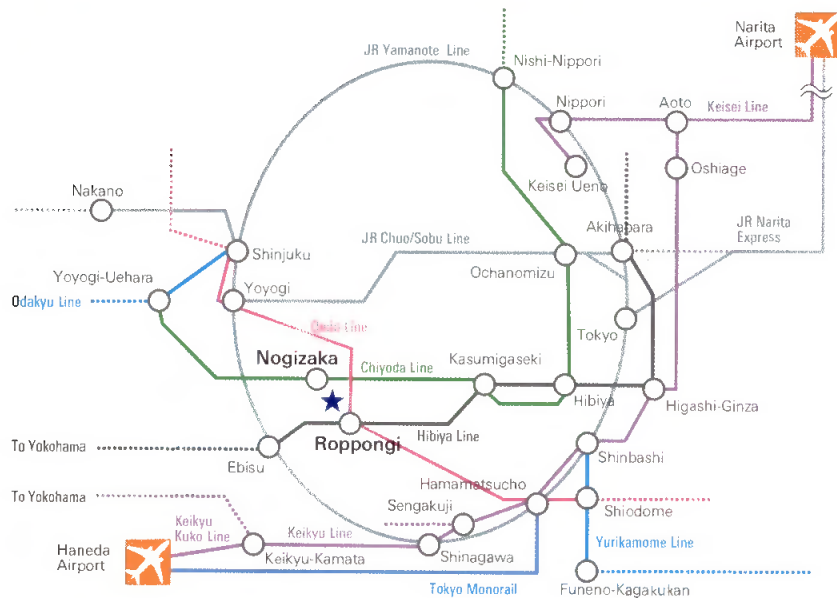 Narita
Airport
JR Yamanote Line
Nishi-Nippori
Nippori
Aoto
Keisei Line
Keisei Ueno
Oshiage
Nakano
Shinjuku
JR Chuo/Sobu Line
Akihapara
JR Narita
Express
Ochanomizu
Yoyogi-Uehara
Yoyogi
Odakyu Line
Tokyo
Line
Nogizaka
Chiyoda Line
Kasumigaseki
Hibiya
Higashi-Ginza
Roppongi
Hibiya Line
To Yokohama
Ebisu
Shinbashi
Hamamatsucho
To Yokohama
Sengakuji
Shiodome
Keikyu
Kuko Line
Keikyu Line
Yurikamome Line
Haneda
Airport
Keikyu-Kamata
Shinagawa
Tokyo Monorail
Funeno-Kagakukan